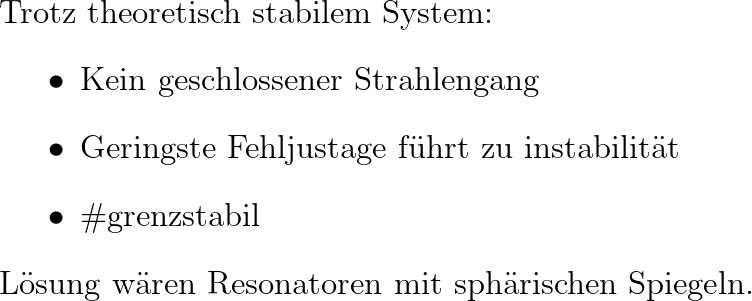 Trotz theoretisch stabilem System:
• Kein geschlossener Strahlengang
• Geringste Fehljustage führt zu instabilität
• #grenzstabil
Lösung wären Resonatoren mit sphärischen Spiegeln.